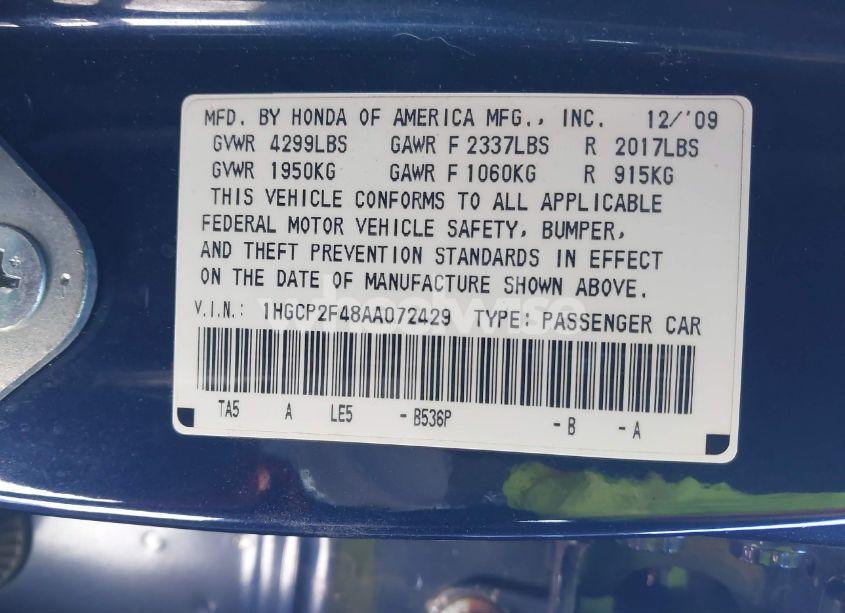 MFD. BY HONDA OF AMERICA MFG., INC. 12/'09
GVWR 4299LBS GAWR F 2337LBS R 2017LBS
GVWR 1950KG GAWR F 1060KG R 915KG
THIS VEHICLE CONFORMS TO ALL APPLICABLE
FEDERAL MOTOR VEHICLE SAFETY, BUMPER,
AND THEFT PREVENTION STANDARDS IN EFFECT
ON THE DATE OF MANUFACTURE SHOWN ABOVE.
V.I.N.: 1HGCP2F48AA072429 TYPE: PASSENGER CAR
wheelwise
TA5 A LE5 -B536P -B -A